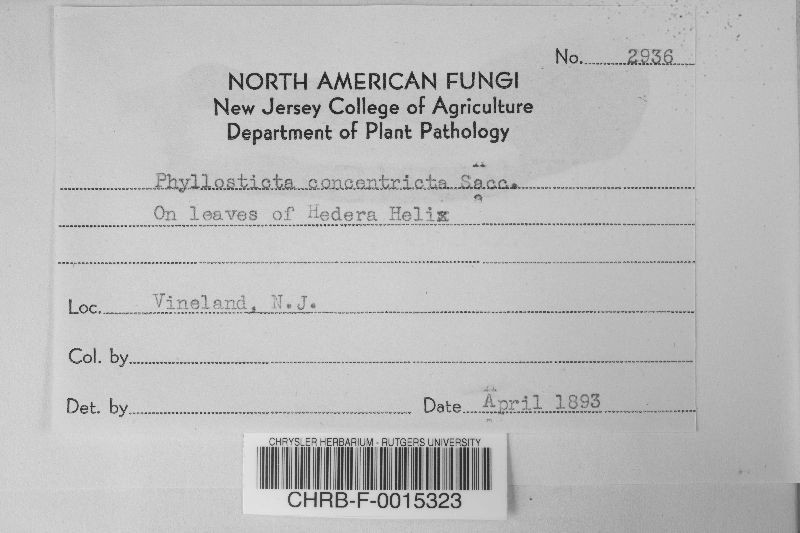 No. 2936
NORTH AMERICAN FUNGI
New Jersey College of Agriculture
Department of Plant Pathology
Phyllosticta concentricta Sacc.
On leaves of Hedera Helix
Loc. Vineland, N.J.
Col. by
Det. by Date April 1893
CHRYSLER HERBARIUM - RUTGERS UNIVERSITY
CHRB-F-0015323